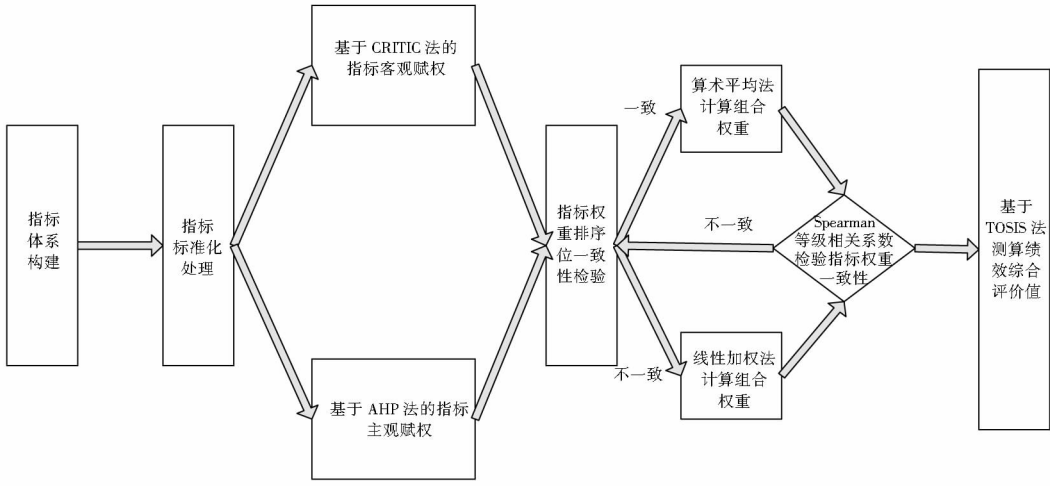 指标
体系
构建
指标
标准化
处理
基于 CRITIC 法的
指标客观赋权
基于 AHP 法的指标
主观赋权
指标权
重排序
位一致
性检验
一致
不一致
不一致
算术平均法
计算组合
权重
线性加权法
计算组合
权重
Spearman
等级相关系数
检验指标权重
一致性
基于
TOSIS 法
测算绩
效综合
评价值